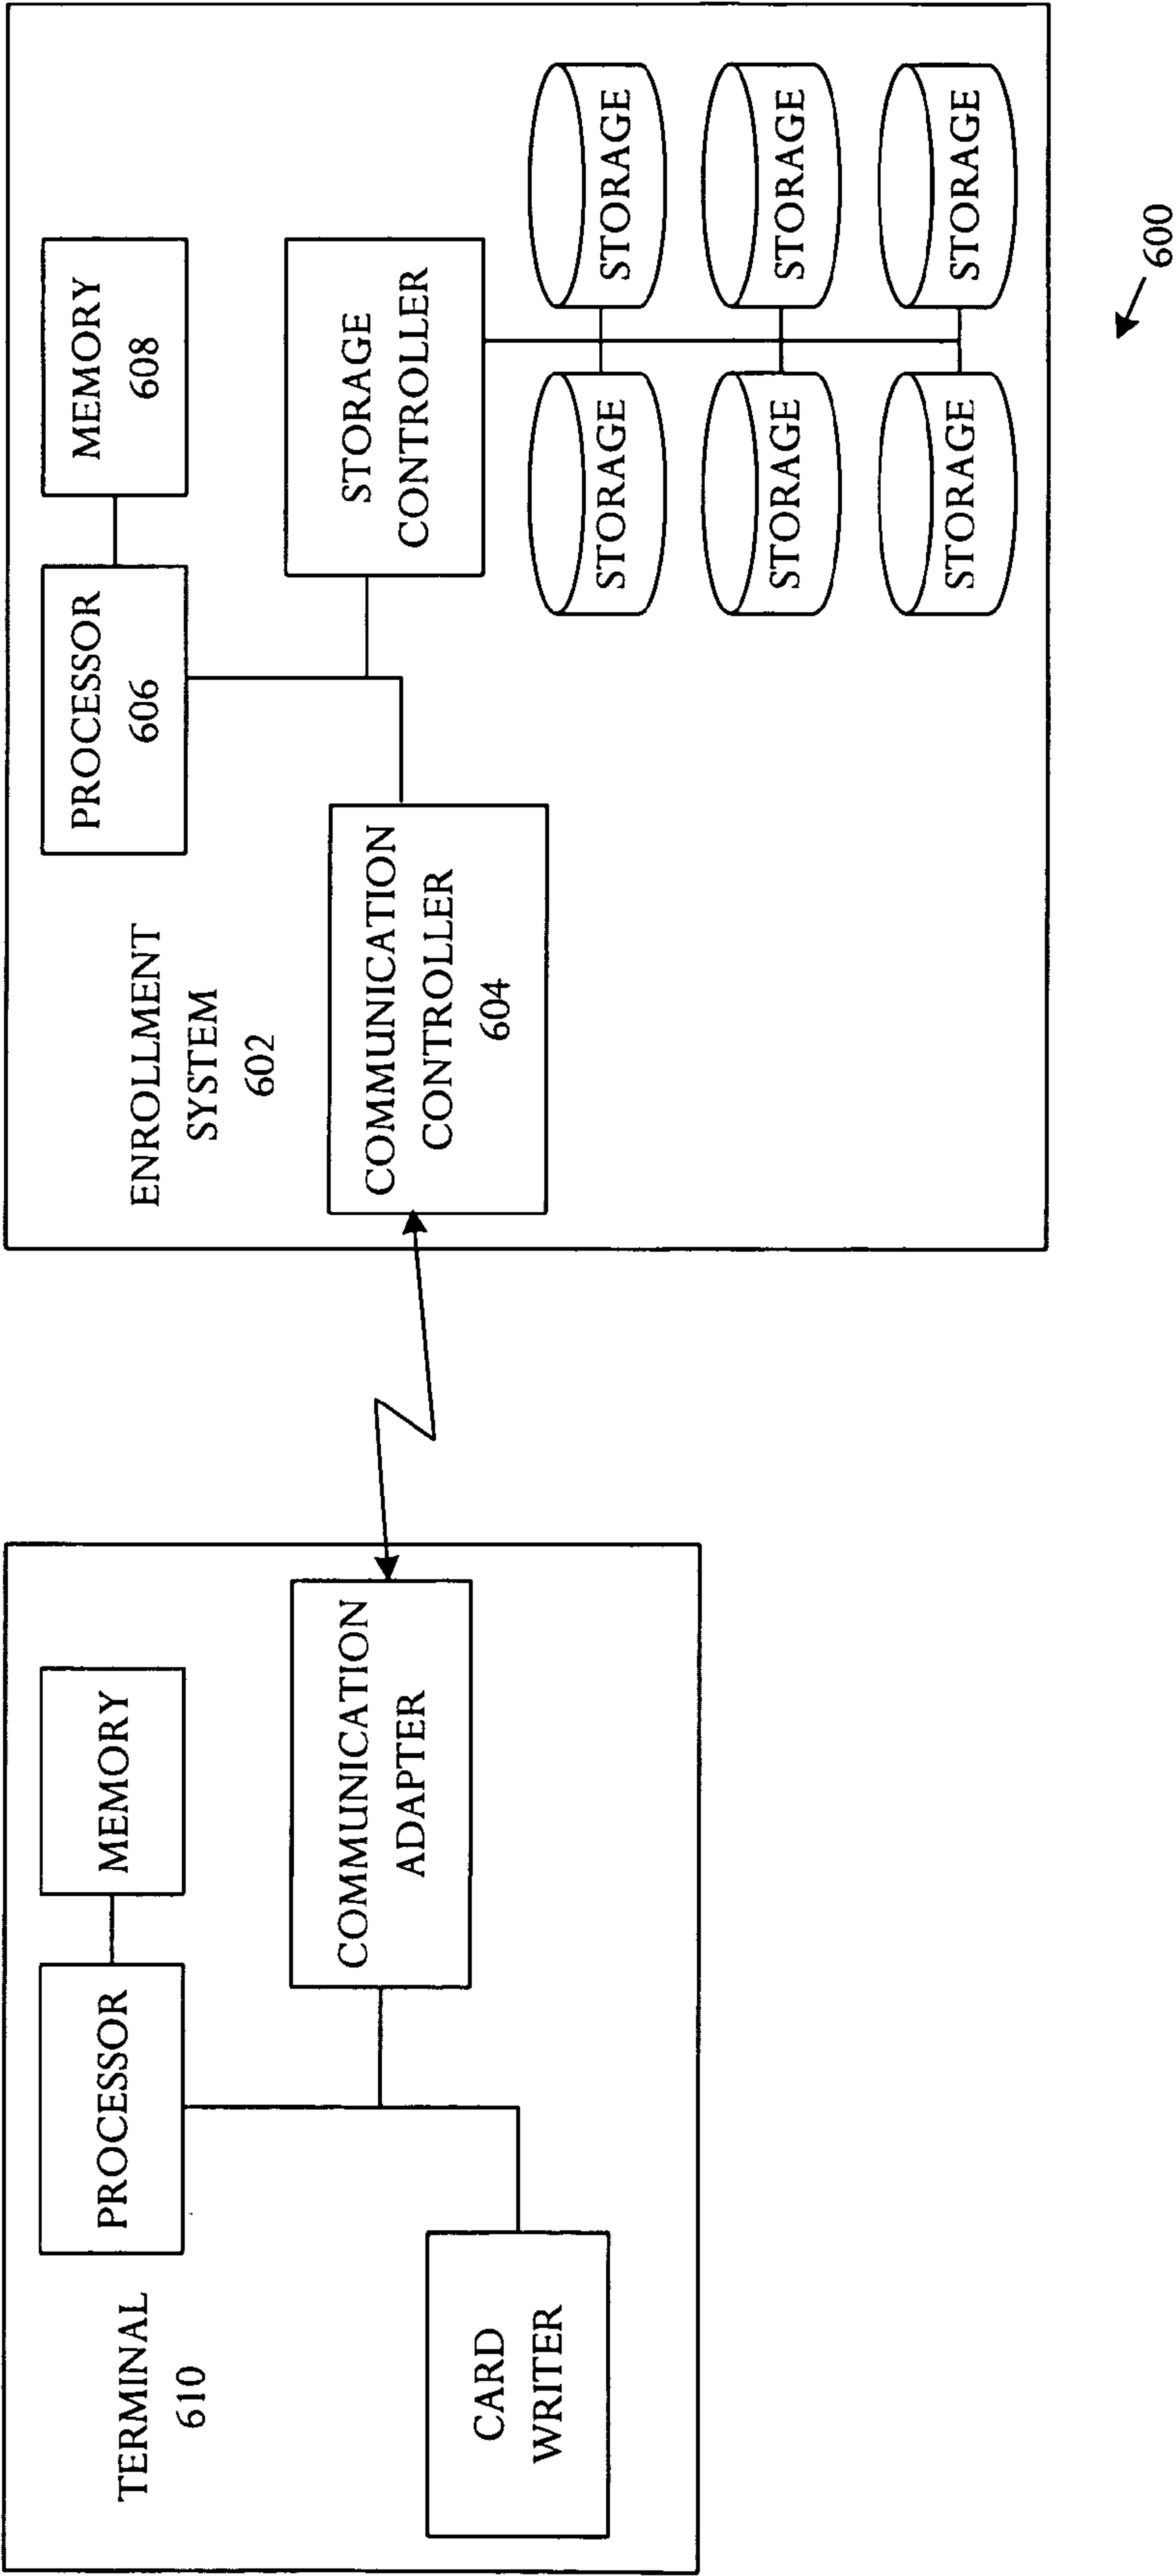 TERMINAL
610
PROCESSOR
MEMORY
COMMUNICATION
ADAPTER
CARD
WRITER
ENROLLMENT
SYSTEM
602
PROCESSOR
606
MEMORY
608
COMMUNICATION
CONTROLLER
604
STORAGE
CONTROLLER
STORAGE
STORAGE
STORAGE
STORAGE
STORAGE
STORAGE
600